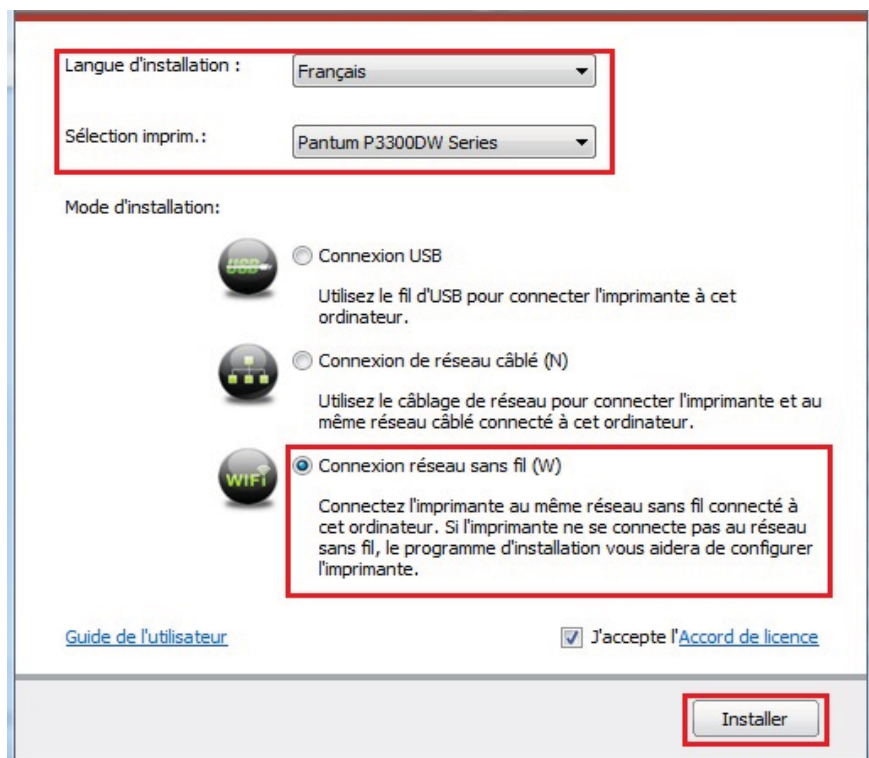 Langue d'installation :
Français
Sélection imprim.:
Pantum P3300DW Series
Mode d'installation:
USB
Connexion USB
Utilisez le fil d'USB pour connecter l'imprimante à cet
ordinateur.
Connexion de réseau câblé (N)
Utilisez le câblage de réseau pour connecter l'imprimante et au
même réseau câblé connecté à cet ordinateur.
WIFI
Connexion réseau sans fil (W)
Connectez l'imprimante au même réseau sans fil connecté à
cet ordinateur. Si l'imprimante ne se connecte pas au réseau
sans fil, le programme d'installation vous aidera de configurer
l'imprimante.
Guide de l'utilisateur
J'accepte l'Accord de licence
Installer